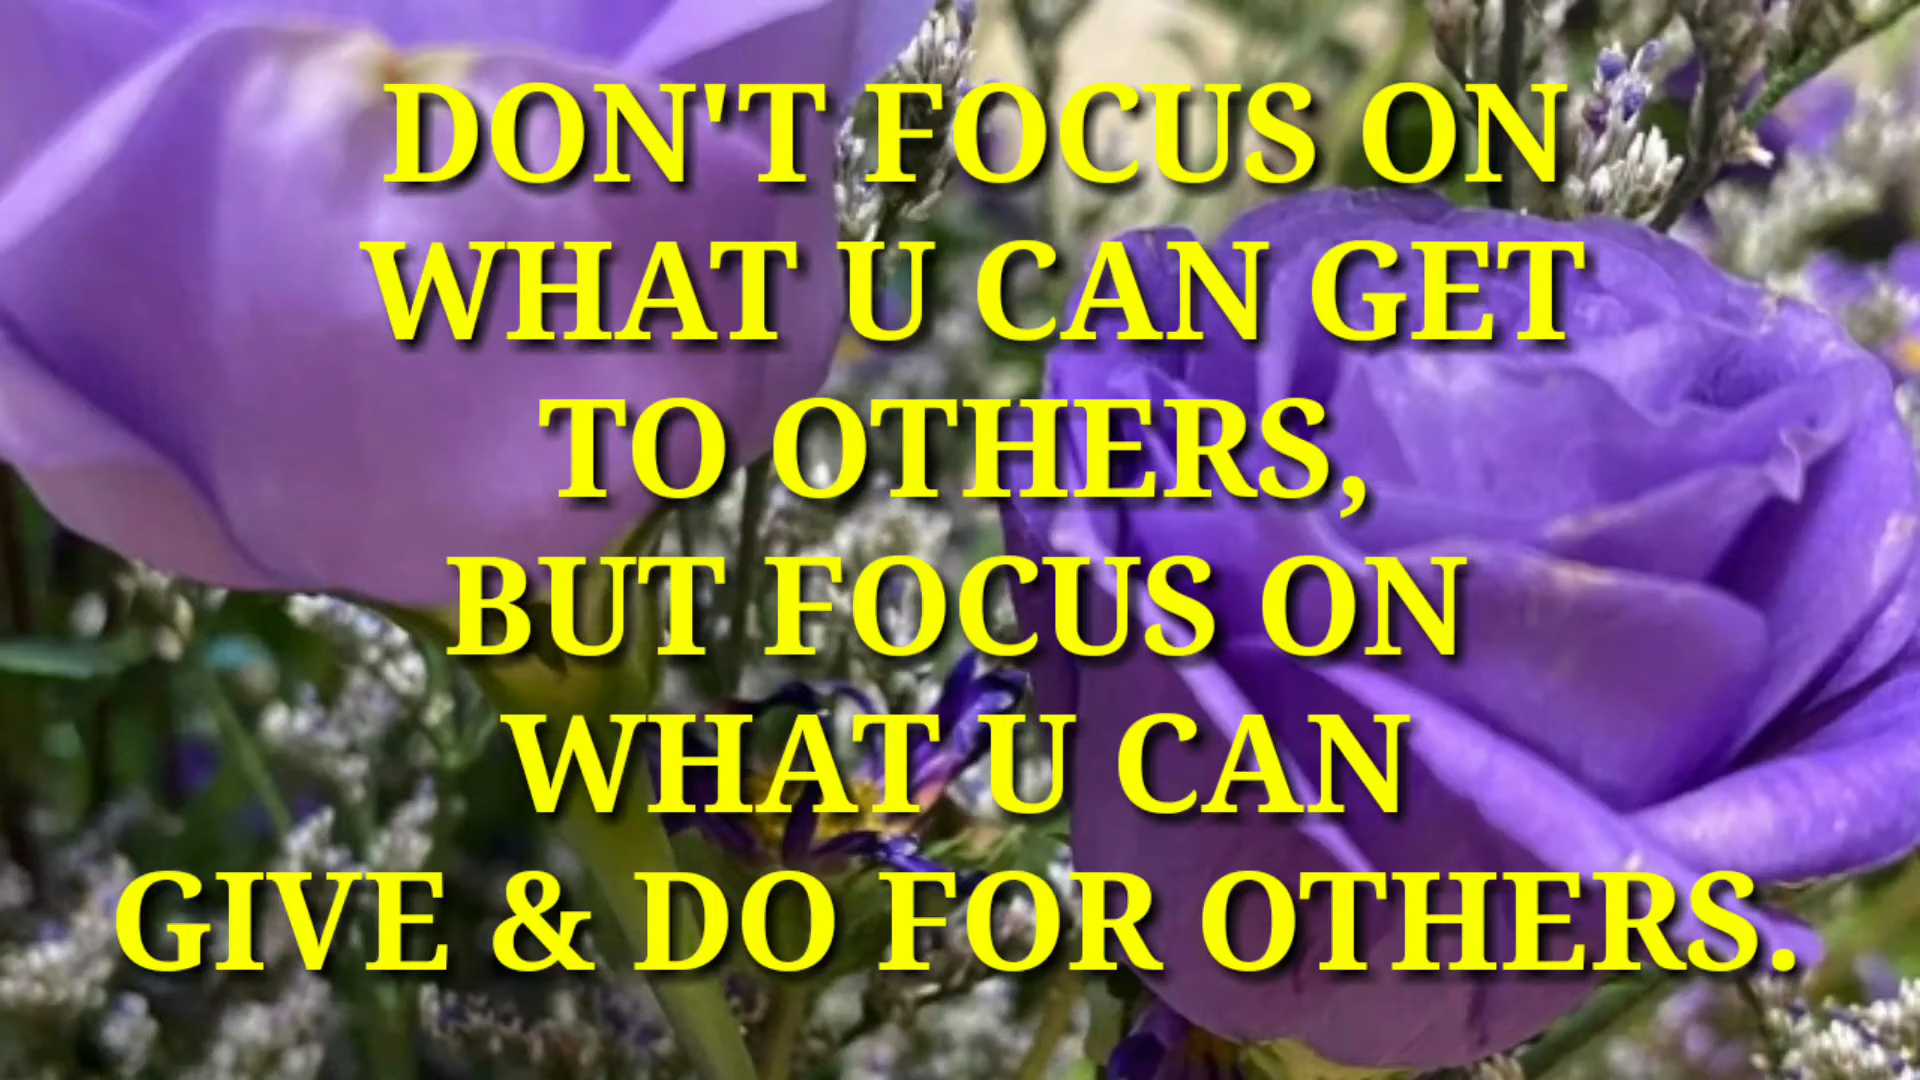 DON'T FOCUS ON
WHAT U CAN GET
TO OTHERS,
BUT FOCUS ON
WHAT U CAN
GIVE & DO FOR OTHERS.